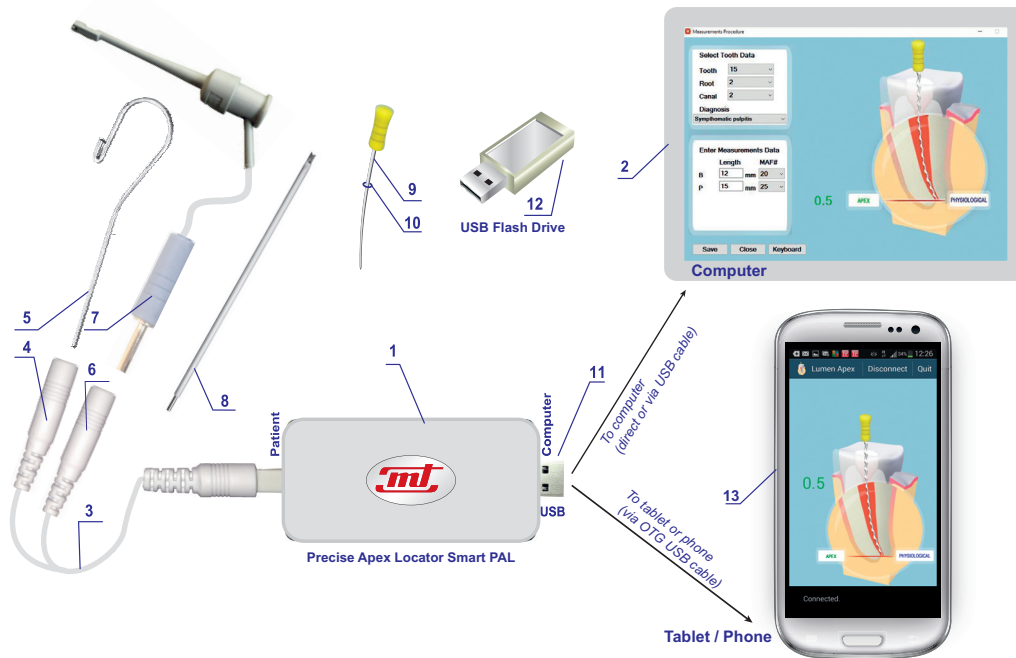 Measurements Procedure
Select Tooth Data
Tooth 15
Root 2
Canal 2
Diagnosis
Sympthomatic pulpitin
Enter Measurements Data
Length MAF#
B 12 mm 20
P 15 mm 25
0.5
APEX
PHYSIOLOGICAL
Save Close Keyboard
Computer
2
9
10
12
USB Flash Drive
5
7
4
6
8
3
1
11
Patient
Computer
mt
USB
Precise Apex Locator Smart PAL
To computer
(direct or via USB cable)
To tablet or phone
(via OTG USB cable)
13
34% 12:26
Lumen Apex Disconnect Quit
0.5
APEX
PHYSIOLOGICAL
Connected.
Tablet / Phone